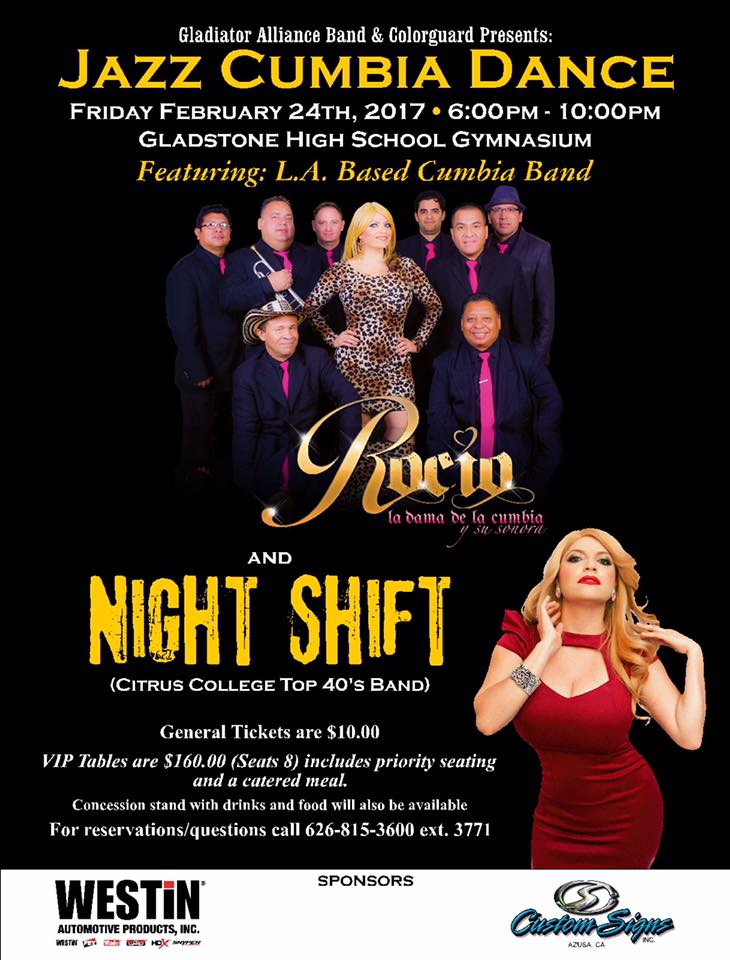 Gladiator Alliance Band & Colorguard Presents:
Jazz Cumbia Dance
Friday February 24th, 2017 • 6:00pm - 10:00pm
Gladstone High School Gymnasium
Featuring: L.A. Based Cumbia Band
Rocio
la dama de la cumbia
y su sonora
AND
NIGHT SHIFT
(Citrus College Top 40's Band)
General Tickets are $10.00
VIP Tables are $160.00 (Seats 8) includes priority seating
and a catered meal.
Concession stand with drinks and food will also be available
For reservations/questions call 626-815-3600 ext. 3771
SPONSORS
WESTiN®
AUTOMOTIVE PRODUCTS, INC.
WESTiN HDX SNYPER
Custom Signs
INC.
AZUSA, CA